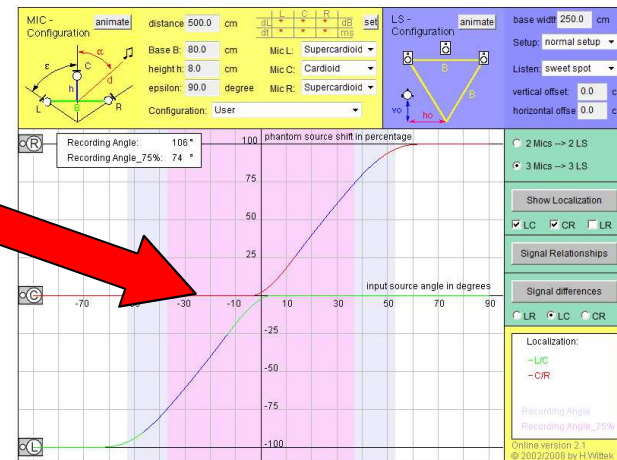 MIC - Configuration
animate
α
ε
C
d
h
B
L
R
distance 500.0 cm
Base B: 80.0 cm
height h: 8.0 cm
epsilon: 90.0 degree
L C R
dL * * * dB
dt * * * ms
set
Mic L: Supercardioid
Mic C: Cardioid
Mic R: Supercardioid
Configuration: User
LS - Configuration
animate
B
B
vo
ho
base width 250.0 cm
Setup: normal setup
Listen: sweet spot
vertical offset: 0.0 c
horizontal offse 0.0 c
R
Recording Angle: 106 °
Recording Angle_75%: 74 °
100 phantom source shift in percentage
75
50
25
input source angle in degrees
C
-70 -30 -10 10 30 50 70 90
-25
-50
-75
-100
L
2 Mics --> 2 LS
3 Mics --> 3 LS
Show Localization
LC CR LR
Signal Relationships
Signal differences
LR LC CR
Localization:
– L/C
– C/R
Recording Angle
Recording Angle_75%
Online version 2.1
© 2002/2008 by H.Wittek